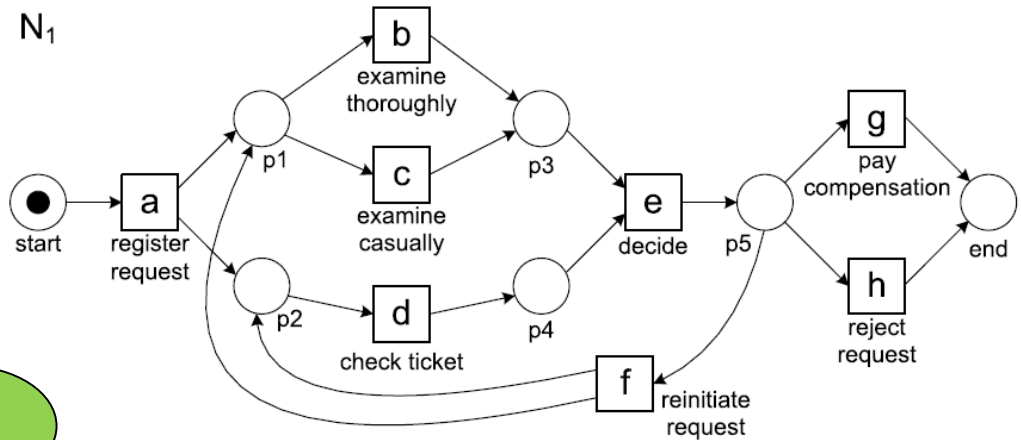 N₁
b
examine
thoroughly
p1
c
examine
casually
p3
g
pay
compensation
start
a
register
request
e
decide
p5
end
p2
d
check ticket
p4
h
reject
request
f
reinitiate
request